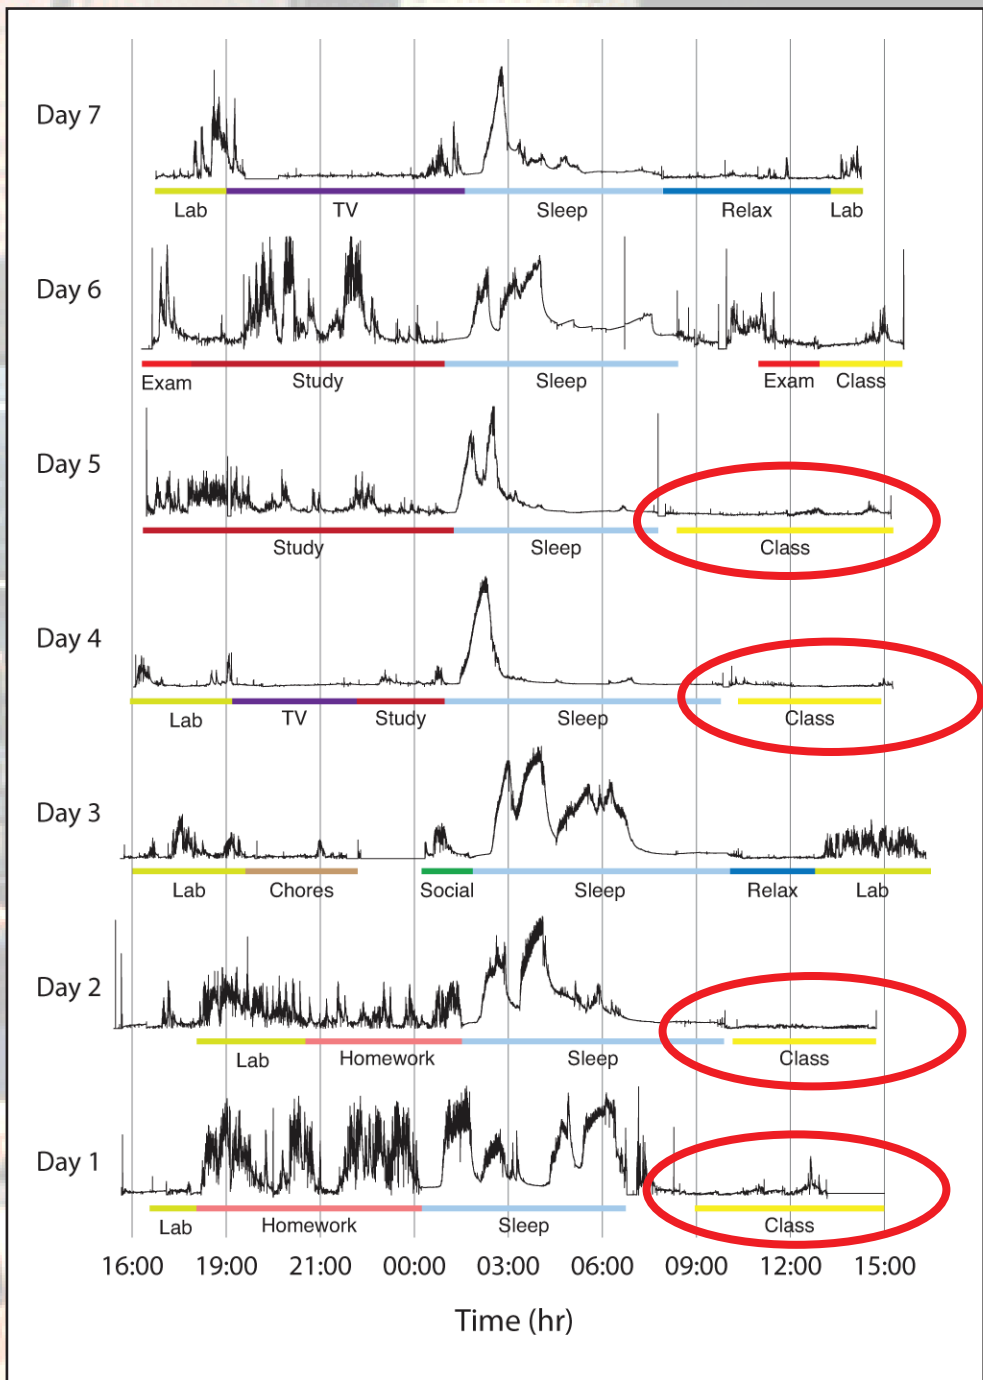 Day 7
Lab TV Sleep Relax Lab
Day 6
Exam Study Sleep Exam Class
Day 5
Study Sleep Class
Day 4
Lab TV Study Sleep Class
Day 3
Lab Chores Social Sleep Relax Lab
Day 2
Lab Homework Sleep Class
Day 1
Lab Homework Sleep Class
16:00 19:00 21:00 00:00 03:00 06:00 09:00 12:00 15:00
Time (hr)